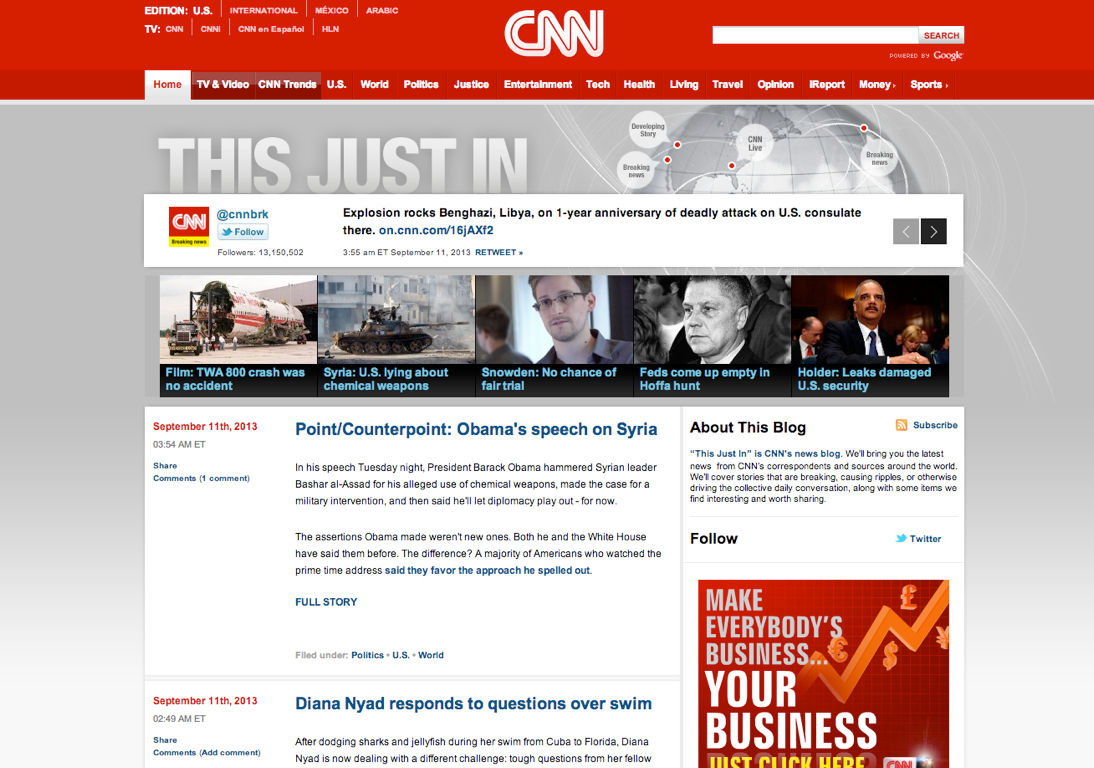 EDITION: U.S. INTERNATIONAL MÉXICO ARABIC
TV: CNN CNNI CNN en Español HLN
CNN
SEARCH
POWERED BY Google
Home TV & Video CNN Trends U.S. World Politics Justice Entertainment Tech Health Living Travel Opinion iReport Money Sports
THIS JUST IN
Developing Story
Breaking news
CNN Live
Breaking news
CNN
Breaking news
@cnnbrk
Follow
Followers: 13,150,502
Explosion rocks Benghazi, Libya, on 1-year anniversary of deadly attack on U.S. consulate
there. on.cnn.com/16jAXf2
3:55 am ET September 11, 2013 RETWEET »
Film: TWA 800 crash was
no accident
Syria: U.S. lying about
chemical weapons
Snowden: No chance of
fair trial
Feds come up empty in
Hoffa hunt
Holder: Leaks damaged
U.S. security
September 11th, 2013
03:54 AM ET
Share
Comments (1 comment)
Point/Counterpoint: Obama's speech on Syria
In his speech Tuesday night, President Barack Obama hammered Syrian leader
Bashar al-Assad for his alleged use of chemical weapons, made the case for a
military intervention, and then said he'll let diplomacy play out - for now.
The assertions Obama made weren't new ones. Both he and the White House
have said them before. The difference? A majority of Americans who watched the
prime time address said they favor the approach he spelled out.
FULL STORY
Filed under: Politics • U.S. • World
September 11th, 2013
02:49 AM ET
Share
Comments (Add comment)
Diana Nyad responds to questions over swim
After dodging sharks and jellyfish during her swim from Cuba to Florida, Diana
Nyad is now dealing with a different challenge: tough questions from her fellow
About This Blog
Subscribe
“This Just In” is CNN's news blog. We'll bring you the latest
news from CNN's correspondents and sources around the world.
We'll cover stories that are breaking, causing ripples, or otherwise
driving the collective daily conversation, along with some items we
find interesting and worth sharing.
Follow
Twitter
MAKE
EVERYBODY'S
BUSINESS...
YOUR
BUSINESS
JUST CLICK HERE
CNN